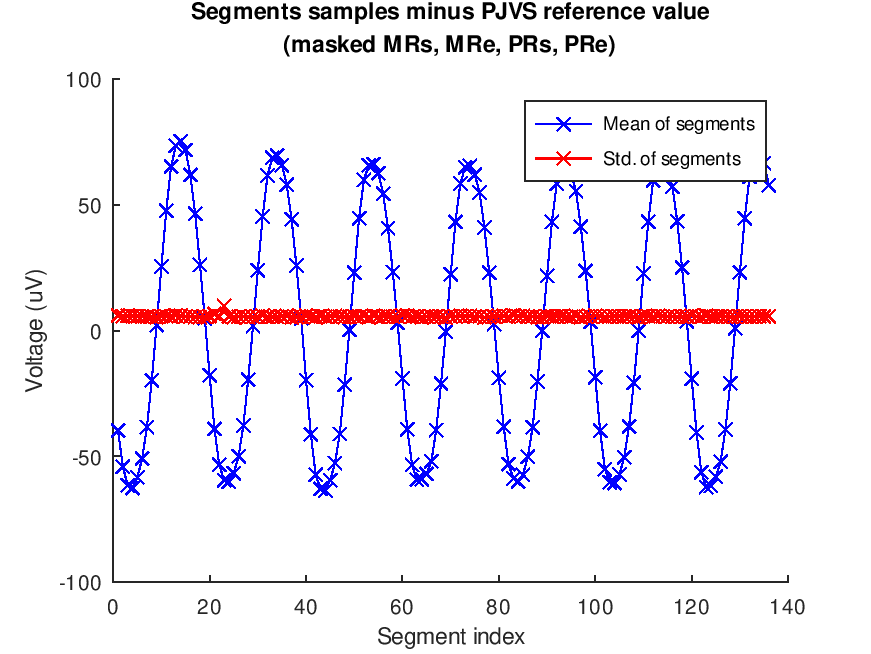 Segments samples minus PJVS reference value
(masked MRs, MRe, PRs, PRe)
100
50
0
-50
-100
Voltage (uV)
Mean of segments
Std. of segments
0
20
40
60
80
100
120
140
Segment index